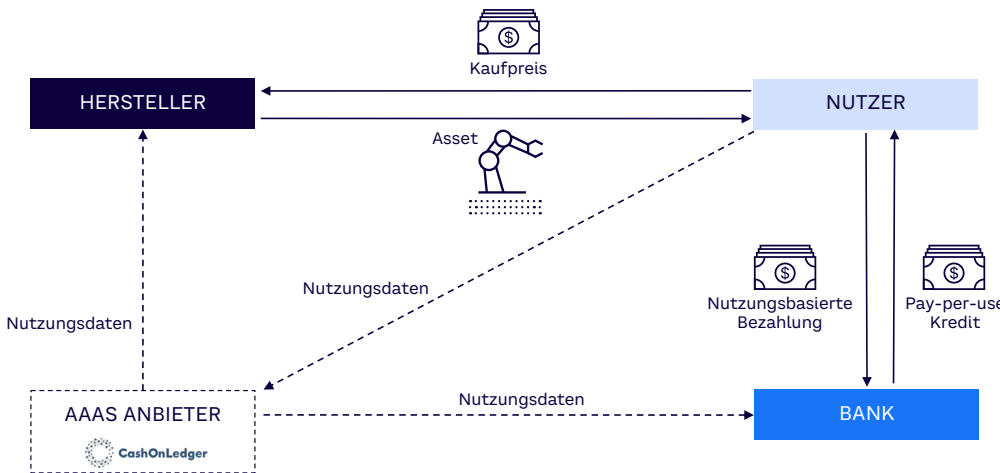 Kaufpreis
HERSTELLER
NUTZER
Asset
Nutzungsdaten
Nutzungsbasierte
Bezahlung
Pay-per-use
Kredit
Nutzungsdaten
Nutzungsdaten
AAAS ANBIETER
BANK
CashOnLedger